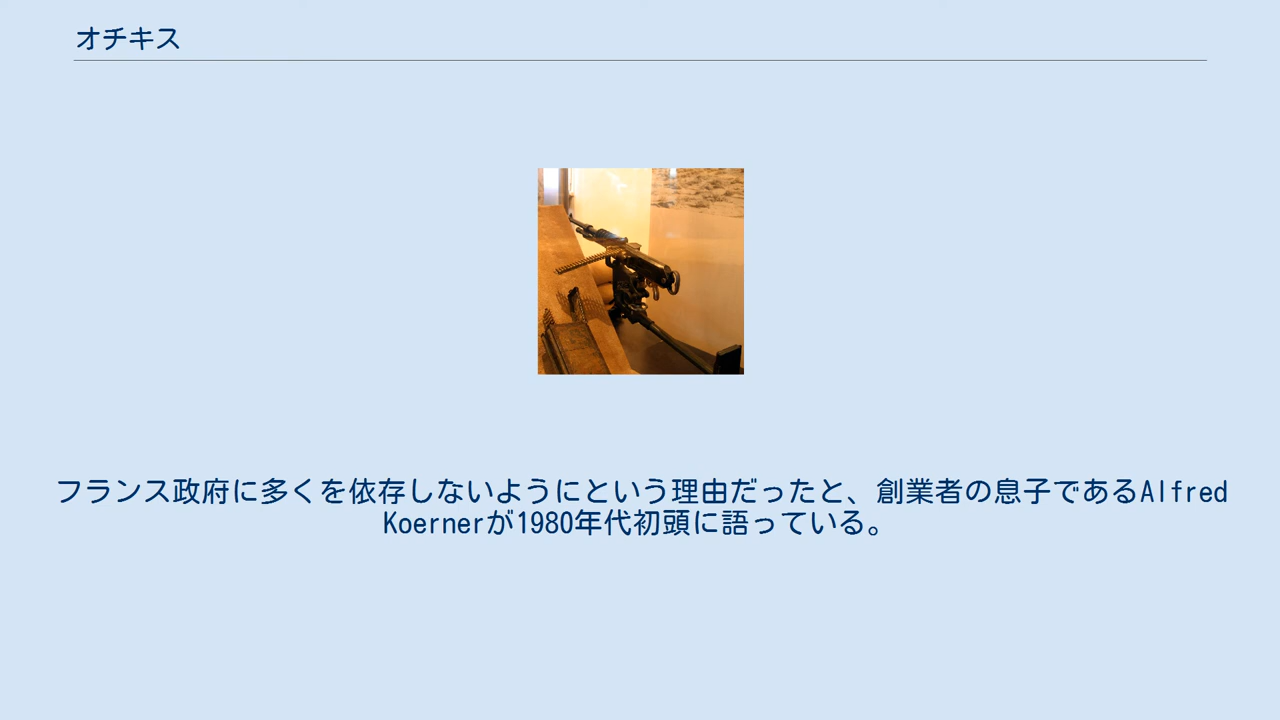 オチキス
フランス政府に多くを依存しないようにという理由だったと、創業者の息子であるAlfred
Koernerが1980年代初頭に語っている。